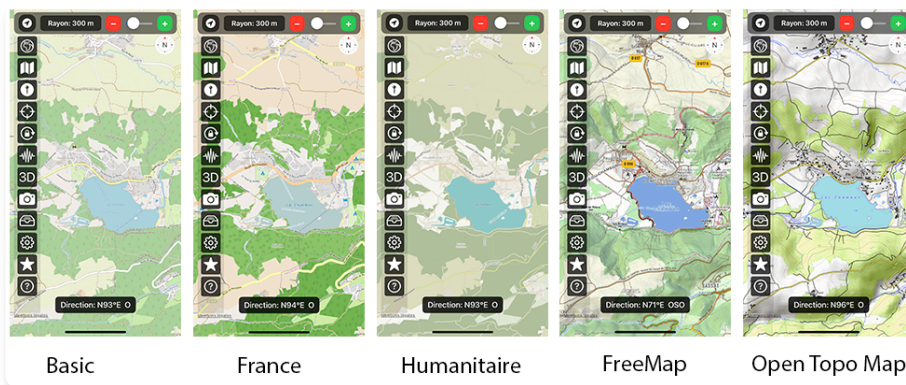 Rayon: 300 m
N
3D
?
Direction: N93°E O
Rayon: 300 m
N
3D
?
Direction: N94°E O
Rayon: 300 m
N
3D
?
Direction: N93°E O
Rayon: 300 m
N
3D
?
Direction: N71°E OSO
Rayon: 300 m
N
3D
?
Direction: N96°E O
Basic
France
Humanitaire
FreeMap
Open Topo Map